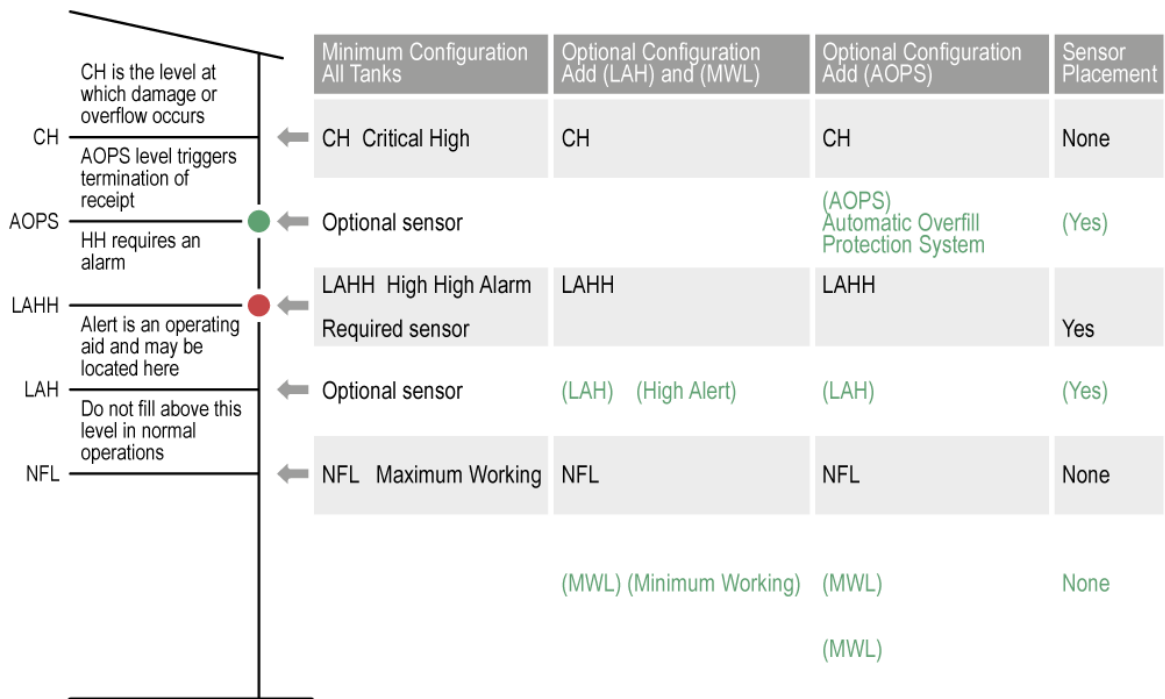 Minimum Configuration
All Tanks
Optional Configuration
Add (LAH) and (MWL)
Optional Configuration
Add (AOPS)
Sensor
Placement
CH is the level at
which damage or
overflow occurs
CH
CH Critical High
CH
CH
None
AOPS level triggers
termination of
receipt
AOPS
Optional sensor
(AOPS)
Automatic Overfill
Protection System
(Yes)
HH requires an
alarm
LAHH
LAHH High High Alarm
Required sensor
LAHH
LAHH
Yes
Alert is an operating
aid and may be
located here
LAH
Optional sensor
(LAH) (High Alert)
(LAH)
(Yes)
Do not fill above this
level in normal
operations
NFL
NFL Maximum Working
NFL
NFL
None
(MWL) (Minimum Working)
(MWL)
None
(MWL)